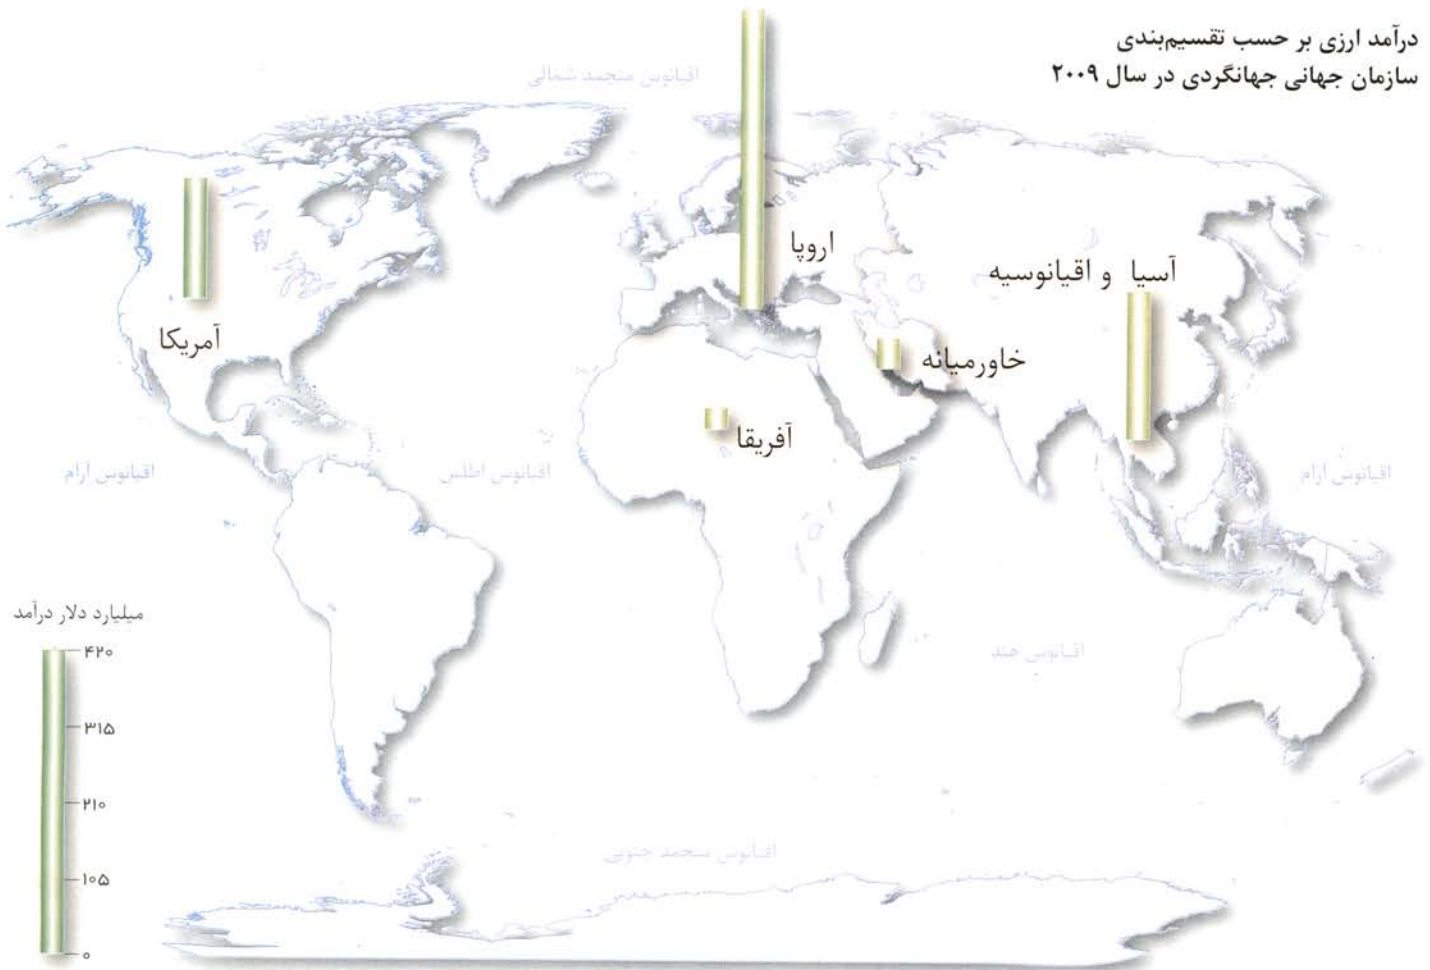 درآمد ارزی بر حسب تقسیم‌بندی
سازمان جهانی جهانگردی در سال ۲۰۰۹
اقیانوس منجمد شمالی
اروپا
آسیا و اقیانوسیه
آمریکا
خاورمیانه
آفریقا
اقیانوس آرام
اقیانوس اطلس
اقیانوس آرام
میلیارد دلار درآمد
اقیانوس هند
۴۲۰
۳۱۵
۲۱۰
۱۰۵
۰
اقیانوس منجمد جنوبی